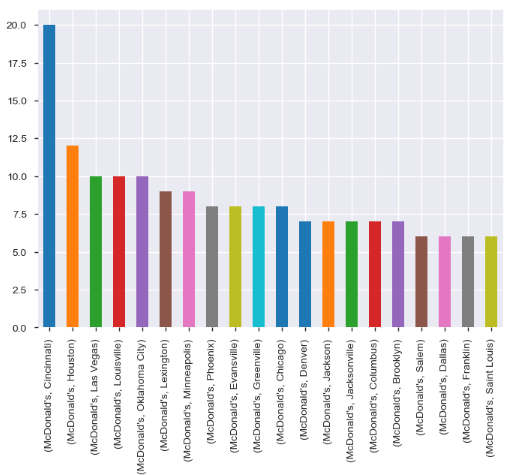 20.0
17.5
15.0
12.5
10.0
7.5
5.0
2.5
0.0
(McDonald's, Cincinnati)
(McDonald's, Houston)
(McDonald's, Las Vegas)
(McDonald's, Louisville)
(McDonald's, Oklahoma City)
(McDonald's, Lexington)
(McDonald's, Minneapolis)
(McDonald's, Phoenix)
(McDonald's, Evansville)
(McDonald's, Greenville)
(McDonald's, Chicago)
(McDonald's, Denver)
(McDonald's, Jackson)
(McDonald's, Jacksonville)
(McDonald's, Columbus)
(McDonald's, Brooklyn)
(McDonald's, Salem)
(McDonald's, Dallas)
(McDonald's, Franklin)
(McDonald's, Saint Louis)